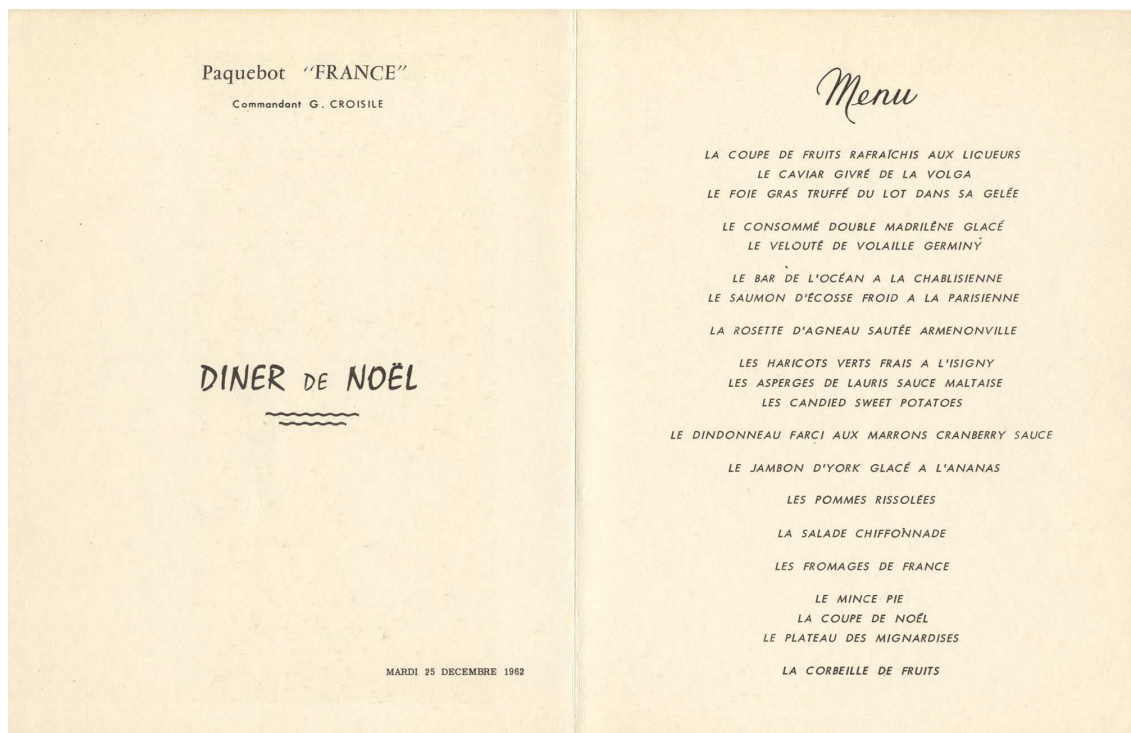 Paquebot "FRANCE"
Commandant G. CROISILE
DINER DE NOËL
MARDI 25 DECEMBRE 1962
Menu
LA COUPE DE FRUITS RAFRAÎCHIS AUX LIQUEURS
LE CAVIAR GIVRÉ DE LA VOLGA
LE FOIE GRAS TRUFFÉ DU LOT DANS SA GELÉE
LE CONSOMMÉ DOUBLE MADRILÈNE GLACÉ
LE VELOUTÉ DE VOLAILLE GERMINY
LE BAR DE L'OCÉAN A LA CHABLISIENNE
LE SAUMON D'ÉCOSSE FROID A LA PARISIENNE
LA ROSETTE D'AGNEAU SAUTÉE ARMENONVILLE
LES HARICOTS VERTS FRAIS A L'ISIGNY
LES ASPERGES DE LAURIS SAUCE MALTAISE
LES CANDIED SWEET POTATOES
LE DINDONNEAU FARCI AUX MARRONS CRANBERRY SAUCE
LE JAMBON D'YORK GLACÉ A L'ANANAS
LES POMMES RISSOLÉES
LA SALADE CHIFFONNADE
LES FROMAGES DE FRANCE
LE MINCE PIE
LA COUPE DE NOËL
LE PLATEAU DES MIGNARDISES
LA CORBEILLE DE FRUITS